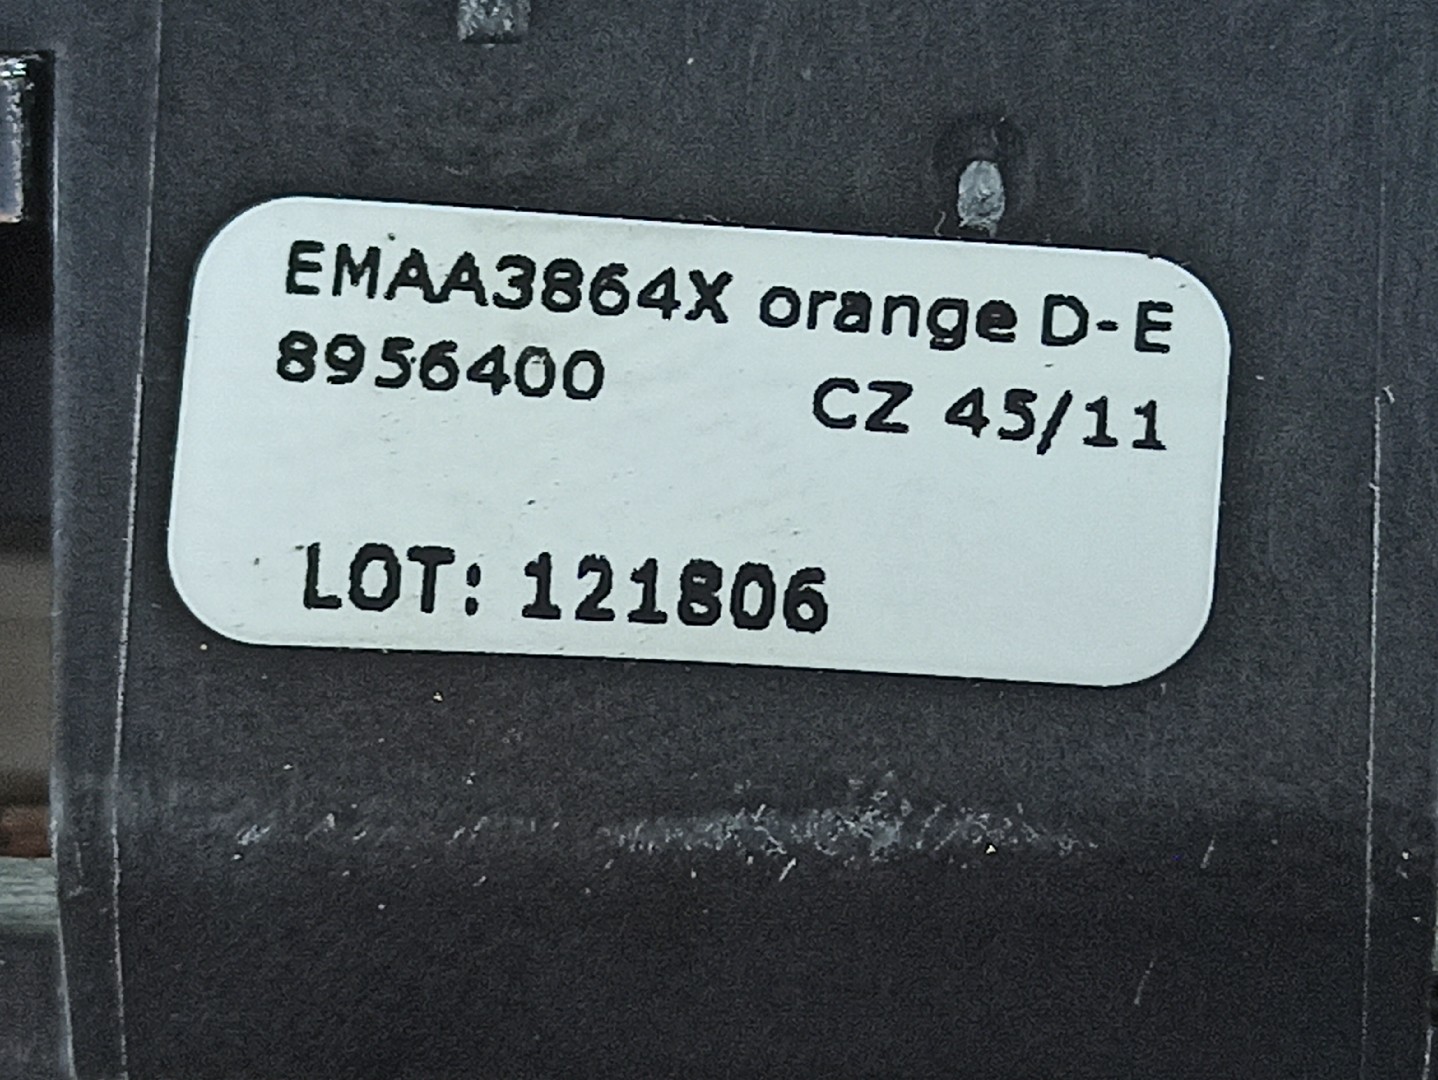 EMAA3864X orange D-E
8956400 CZ 45/11
LOT: 121806